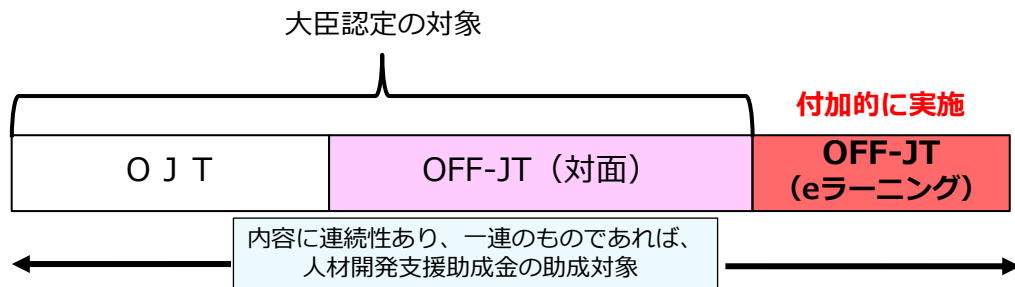 大臣認定の対象
付加的に実施
ＯＪＴ
OFF-JT（対面）
OFF-JT
（eラーニング）
内容に連続性あり、一連のものであれば、
人材開発支援助成金の助成対象